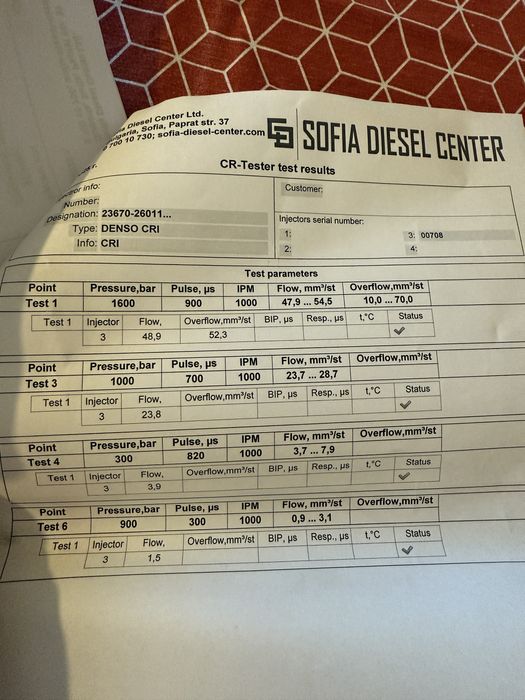 Diesel Center Ltd.
Sofia, Paprat str. 37
700 10 730; sofia-diesel-center.com
SOFIA DIESEL CENTER
CR-Tester test results
info:
Customer:
Number:
Designation: 23670-26011...
Type: DENSO CRI
Info: CRI
Injectors serial number:
1: 3: 00708
2: 4:
Test parameters
Point Pressure,bar Pulse, µs IPM Flow, mm³/st Overflow,mm³/st
Test 1 1600 900 1000 47,9 ... 54,5 10,0 ... 70,0
Test 1 Injector Flow, Overflow,mm³/st BIP, µs Resp., µs t,°C Status
3 48,9 52,3 ✓
Point Pressure,bar Pulse, µs IPM Flow, mm³/st Overflow,mm³/st
Test 3 1000 700 1000 23,7 ... 28,7
Test 1 Injector Flow, Overflow,mm³/st BIP, µs Resp., µs t,°C Status
3 23,8 ✓
Point Pressure,bar Pulse, µs IPM Flow, mm³/st Overflow,mm³/st
Test 4 300 820 1000 3,7 ... 7,9
Test 1 Injector Flow, Overflow,mm³/st BIP, µs Resp., µs t,°C Status
3 3,9 ✓
Point Pressure,bar Pulse, µs IPM Flow, mm³/st Overflow,mm³/st
Test 6 900 300 1000 0,9 ... 3,1
Test 1 Injector Flow, Overflow,mm³/st BIP, µs Resp., µs t,°C Status
3 1,5 ✓